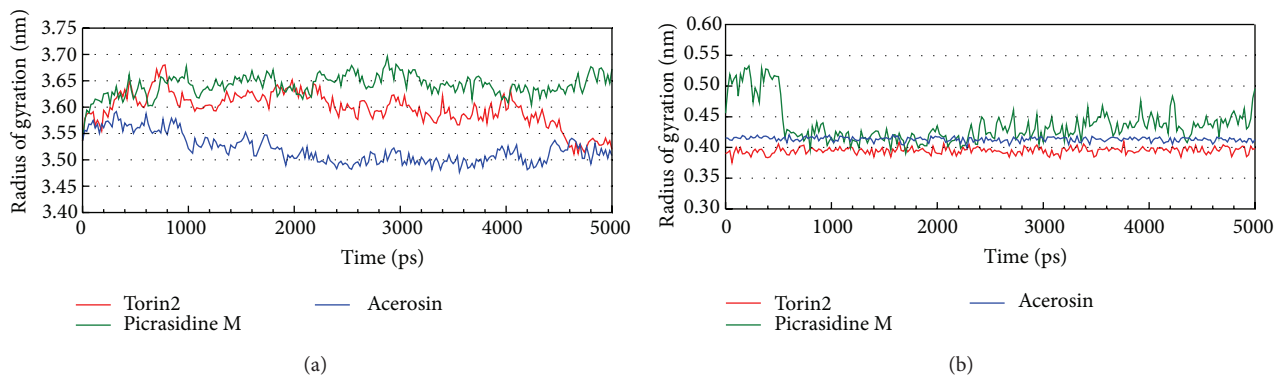 3.75
3.70
3.65
3.60
3.55
3.50
3.45
3.40
Radius of gyration (nm)
0 1000 2000 3000 4000 5000
Time (ps)
Torin2
Picrasidine M
Acerosin
(a)
0.60
0.55
0.50
0.45
0.40
0.35
0.30
Radius of gyration (nm)
0 1000 2000 3000 4000 5000
Time (ps)
Torin2
Picrasidine M
Acerosin
(b)